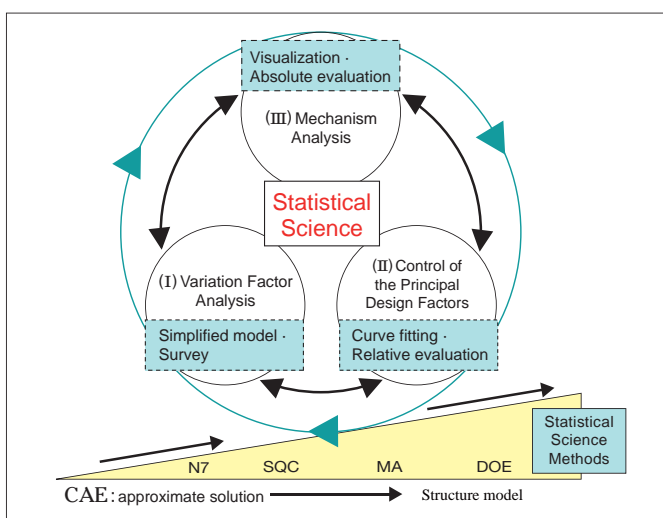 Visualization ·
Absolute evaluation
(III) Mechanism
Analysis
Statistical
Science
(I) Variation Factor
Analysis
(II) Control of
the Principal
Design Factors
Simplified model ·
Survey
Curve fitting ·
Relative evaluation
Statistical
Science
Methods
N7 SQC MA DOE
CAE: approximate solution Structure model